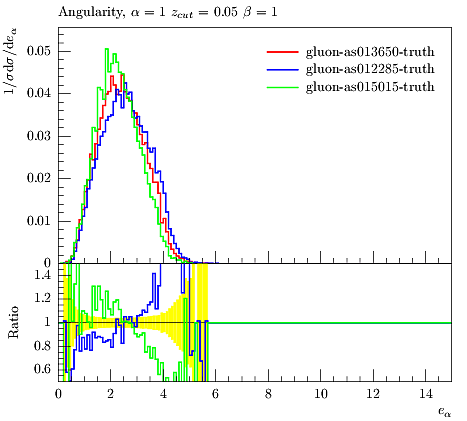 Angularity, α = 1 z_cut = 0.05 β = 1
1/σ dσ/de_α
0.05
0.04
0.03
0.02
0.01
0
gluon-as013650-truth
gluon-as012285-truth
gluon-as015015-truth
Ratio
1.4
1.2
1
0.8
0.6
0 2 4 6 8 10 12 14
e_α